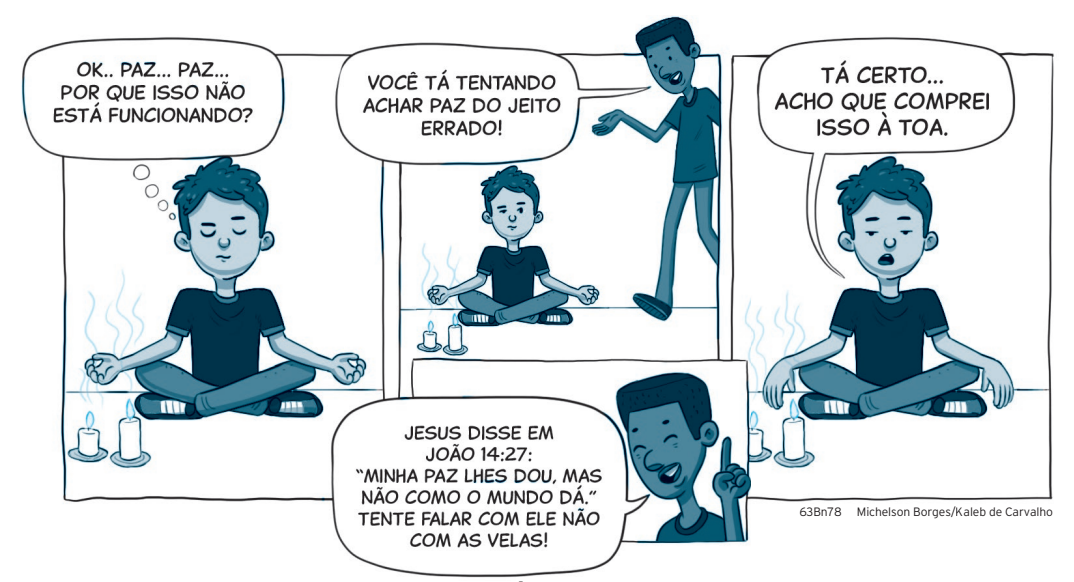 OK.. PAZ... PAZ...
POR QUE ISSO NÃO
ESTÁ FUNCIONANDO?
VOCÊ TÁ TENTANDO
ACHAR PAZ DO JEITO
ERRADO!
JESUS DISSE EM
JOÃO 14:27:
“MINHA PAZ LHES DOU, MAS
NÃO COMO O MUNDO DÁ.”
TENTE FALAR COM ELE NÃO
COM AS VELAS!
TÁ CERTO...
ACHO QUE COMPREI
ISSO À TOA.
63Bn78 Michelson Borges/Kaleb de Carvalho